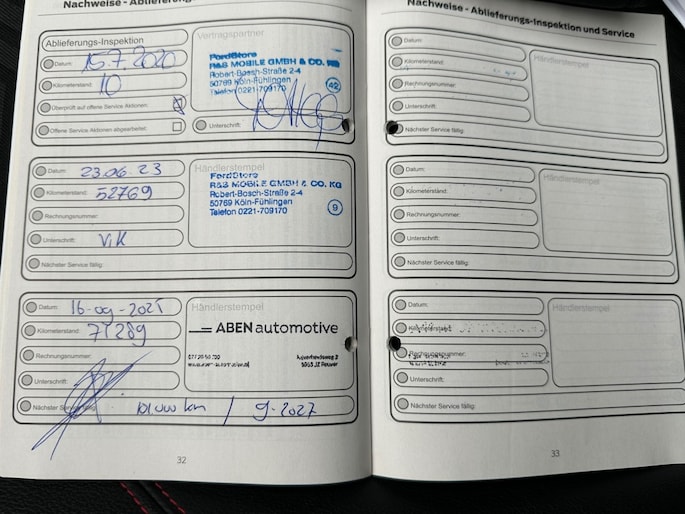 Nachweise - Ablieferungs
Ablieferungs-Inspektion
Datum: 15.7.2020
Kilometerstand: 10
Überprüft auf offene Service Aktionen:
Offene Service Aktionen abgearbeitet:
Vertragspartner
FordStore
R&S MOBILE GMBH & CO. KG
Robert-Bosch-Straße 2-4
50769 Köln-Fühlingen
Telefon 0221-709170
42
Unterschrift:
Datum: 23.06.23
Kilometerstand: 52769
Rechnungsnummer:
Unterschrift: ViK
Nächster Service fällig:
Händlerstempel
FordStore
R&S MOBILE GMBH & CO. KG
Robert-Bosch-Straße 2-4
50769 Köln-Fühlingen
Telefon 0221-709170
9
Datum: 16-09-2025
Kilometerstand: 71289
Rechnungsnummer:
Unterschrift:
Nächster Service fällig: km / 9-2027
Händlerstempel
ABEN automotive
32
Nachweise - Ablieferungs-Inspektion und Service
Datum:
Kilometerstand:
Rechnungsnummer:
Unterschrift:
Nächster Service fällig:
Händlerstempel
Datum:
Kilometerstand:
Rechnungsnummer:
Unterschrift:
Nächster Service fällig:
Händlerstempel
Datum:
Kilometerstand:
Rechnungsnummer:
Unterschrift:
Nächster Service fällig:
Händlerstempel
33